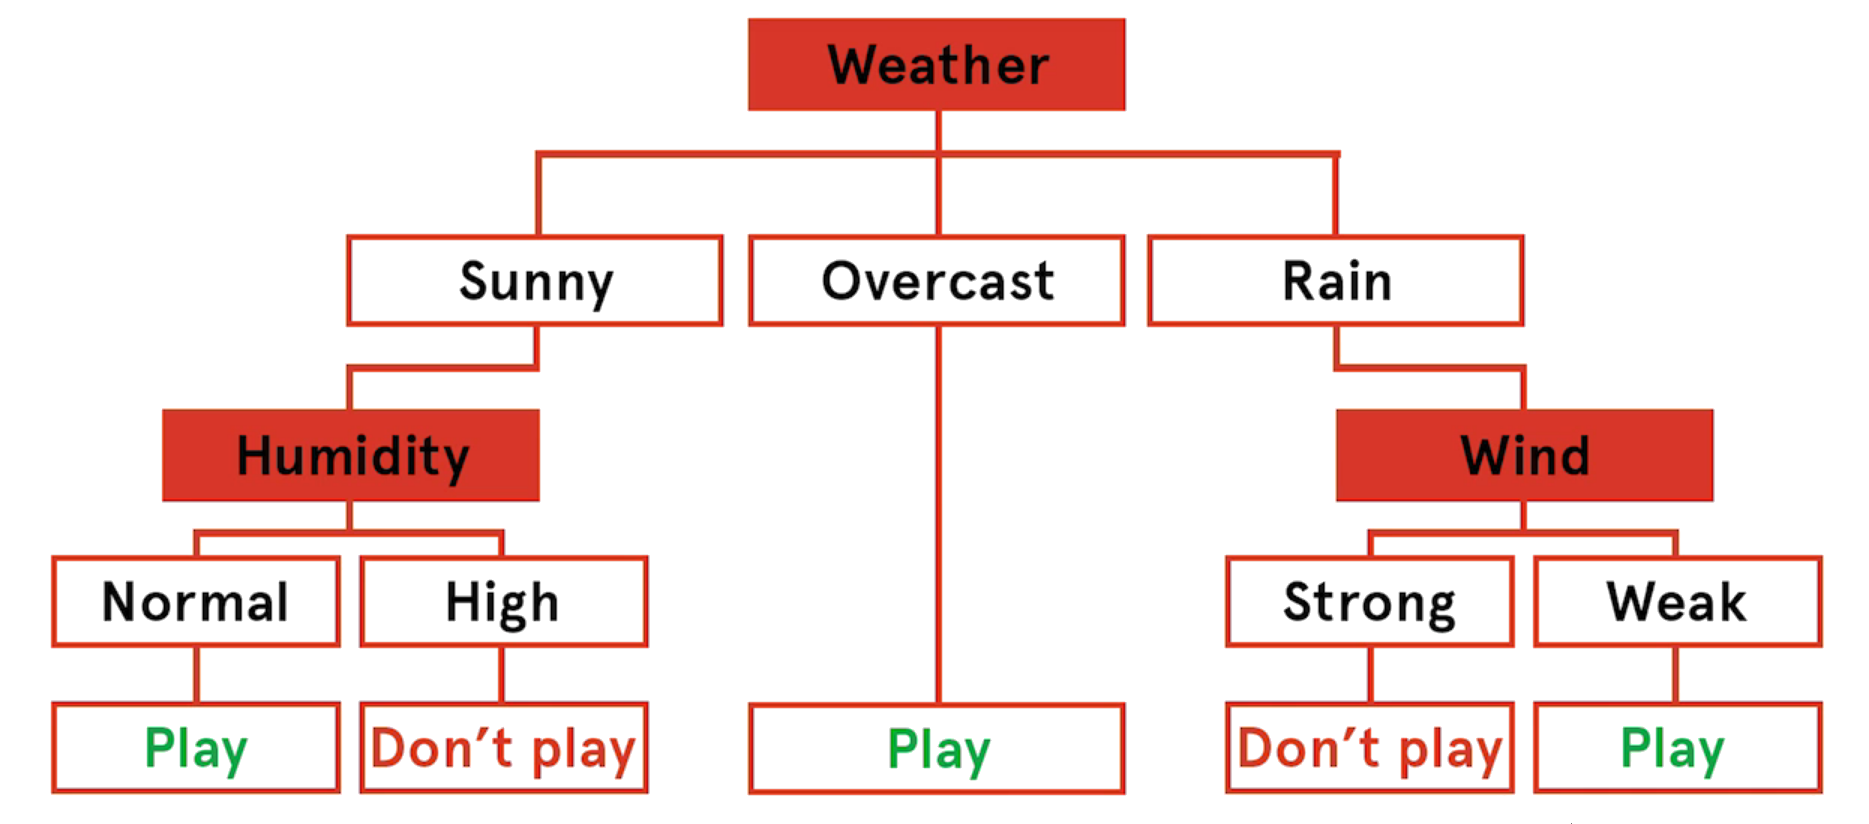 Weather
Sunny
Overcast
Rain
Humidity
Wind
Normal
High
Strong
Weak
Play
Don’t play
Play
Don’t play
Play